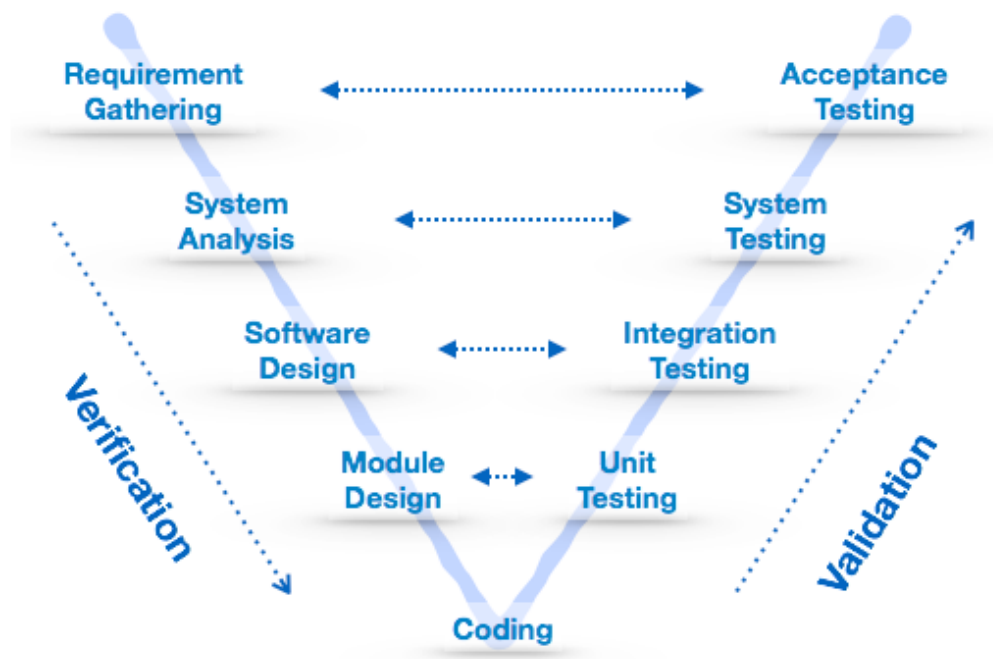 Requirement
Gathering
Acceptance
Testing
System
Analysis
System
Testing
Software
Design
Integration
Testing
Verification
Validation
Module
Design
Unit
Testing
Coding